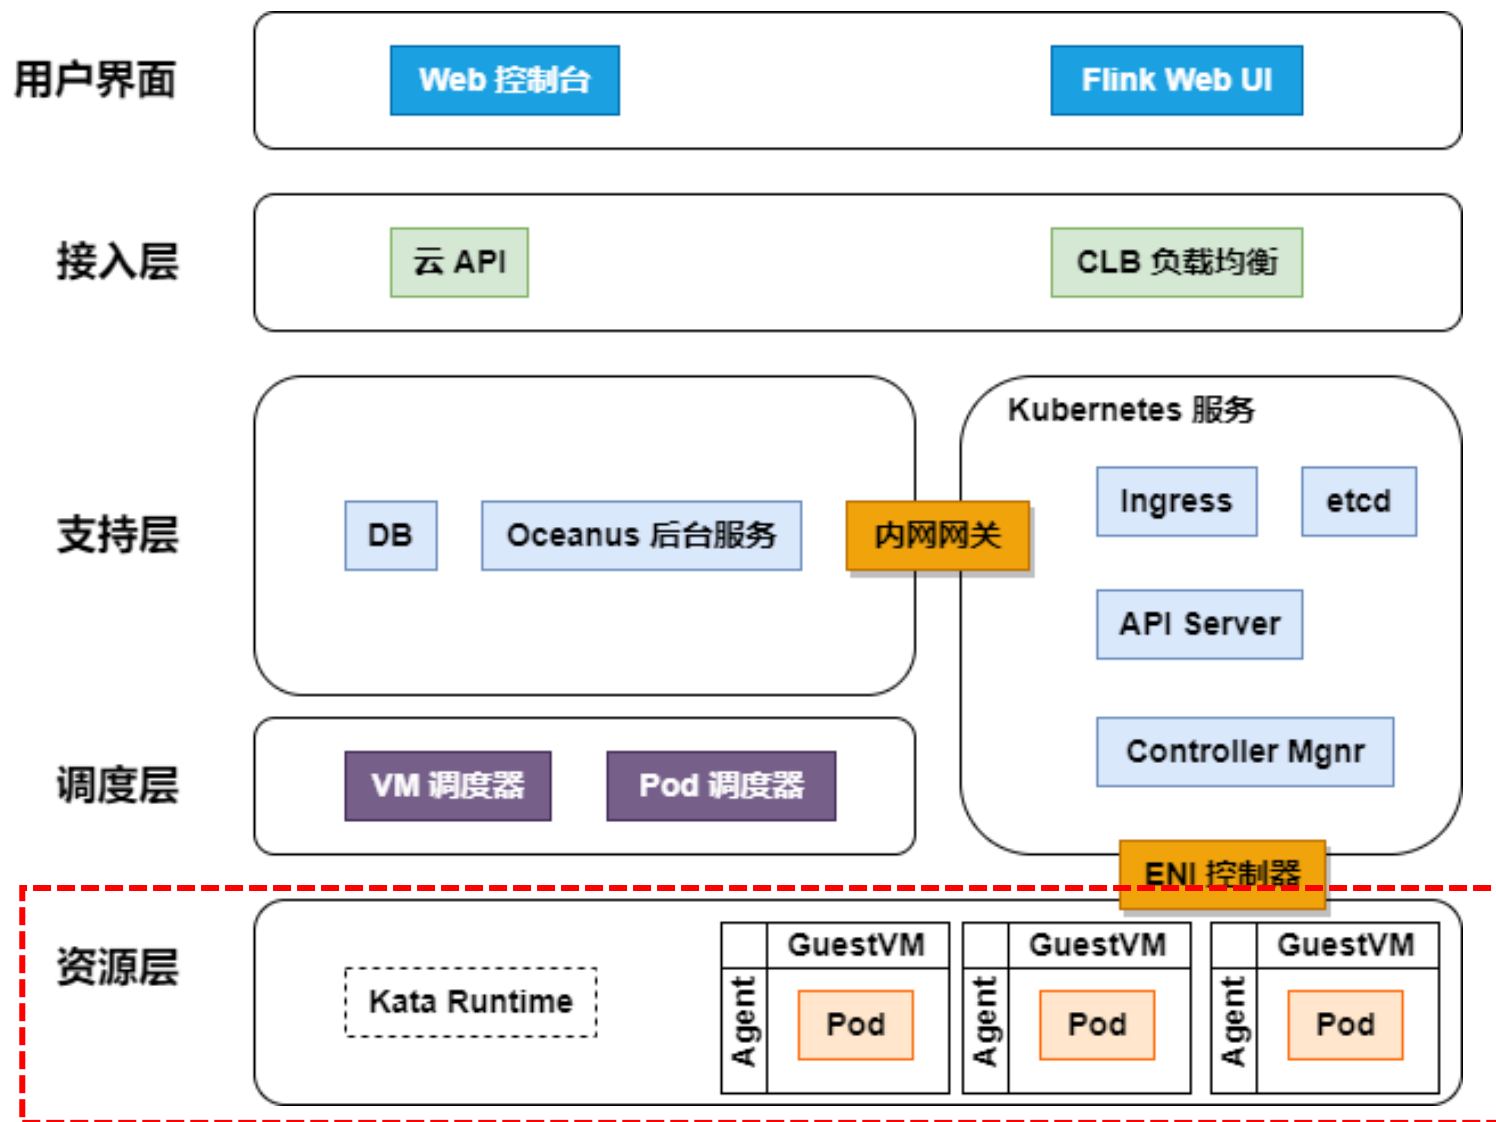 用户界面
Web 控制台
Flink Web UI
接入层
云 API
CLB 负载均衡
Kubernetes 服务
支持层
DB
Oceanus 后台服务
内网网关
Ingress
etcd
API Server
Controller Mgnr
调度层
VM 调度器
Pod 调度器
ENI 控制器
资源层
Kata Runtime
Agent
GuestVM
Pod
Agent
GuestVM
Pod
Agent
GuestVM
Pod